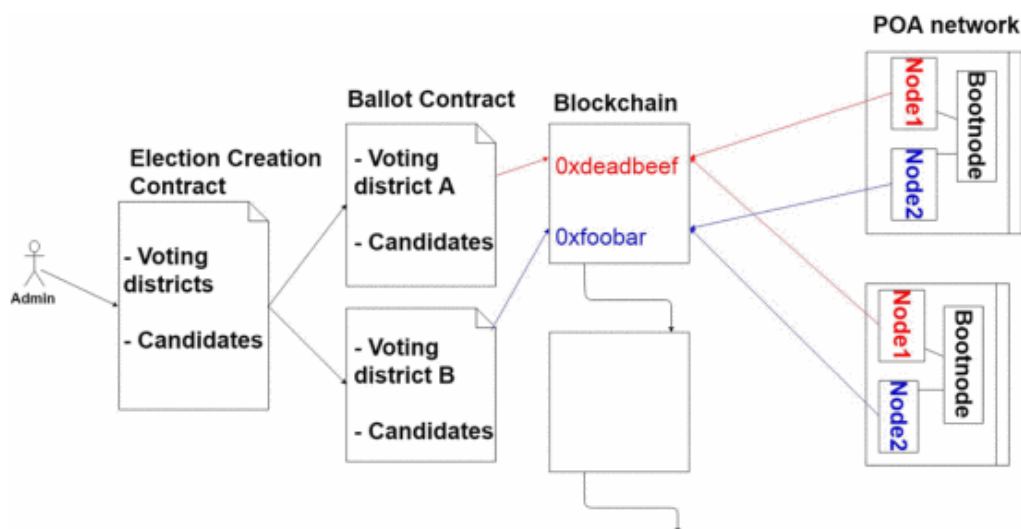 POA network
Node1
Bootnode
Node2
Ballot Contract
Blockchain
- Voting
district A
- Candidates
0xdeadbeef
0xfoobar
Election Creation
Contract
- Voting
districts
- Candidates
Admin
- Voting
district B
- Candidates
Node1
Bootnode
Node2